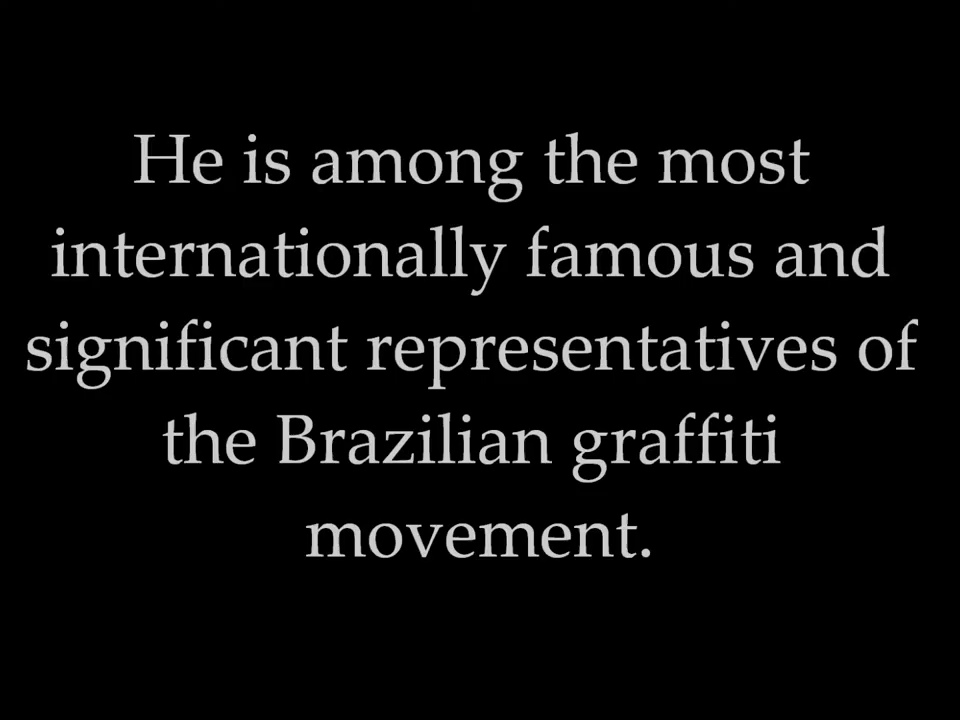 He is among the most
internationally famous and
significant representatives of
the Brazilian graffiti
movement.